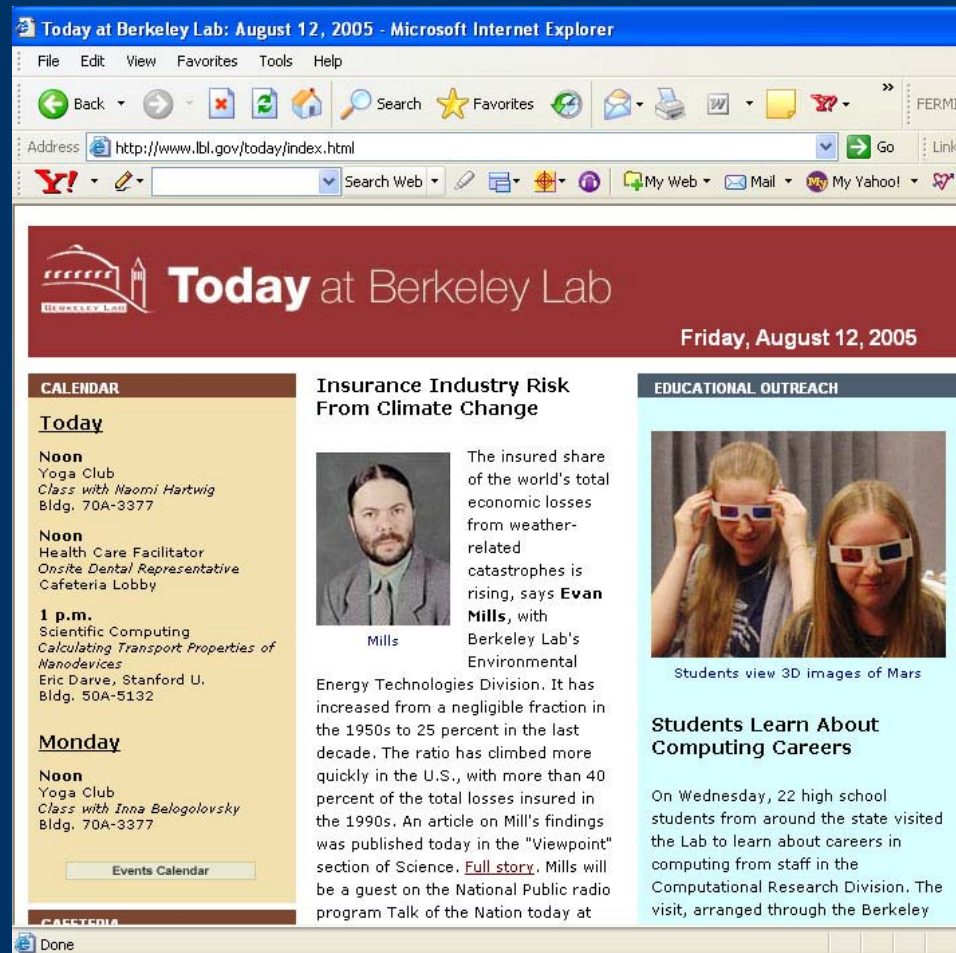 Today at Berkeley Lab: August 12, 2005 - Microsoft Internet Explorer
File Edit View Favorites Tools Help
Back Search Favorites W »
Address http://www.lbl.gov/today/index.html Go
Y! Search Web My Web Mail My My Yahoo!
BERKELEY LAB
Today at Berkeley Lab
Friday, August 12, 2005
CALENDAR
Today
Noon
Yoga Club
Class with Naomi Hartwig
Bldg. 70A-3377
Noon
Health Care Facilitator
Onsite Dental Representative
Cafeteria Lobby
1 p.m.
Scientific Computing
Calculating Transport Properties of
Nanodevices
Eric Darve, Stanford U.
Bldg. 50A-5132
Monday
Noon
Yoga Club
Class with Inna Belogolovsky
Bldg. 70A-3377
Events Calendar
CAFETERIA
Insurance Industry Risk
From Climate Change
The insured share
of the world's total
economic losses
from weather-
related
catastrophes is
rising, says Evan
Mills, with
Berkeley Lab's
Environmental
Mills
Energy Technologies Division. It has
increased from a negligible fraction in
the 1950s to 25 percent in the last
decade. The ratio has climbed more
quickly in the U.S., with more than 40
percent of the total losses insured in
the 1990s. An article on Mill's findings
was published today in the "Viewpoint"
section of Science. Full story. Mills will
be a guest on the National Public radio
program Talk of the Nation today at
EDUCATIONAL OUTREACH
Students view 3D images of Mars
Students Learn About
Computing Careers
On Wednesday, 22 high school
students from around the state visited
the Lab to learn about careers in
computing from staff in the
Computational Research Division. The
visit, arranged through the Berkeley
Done